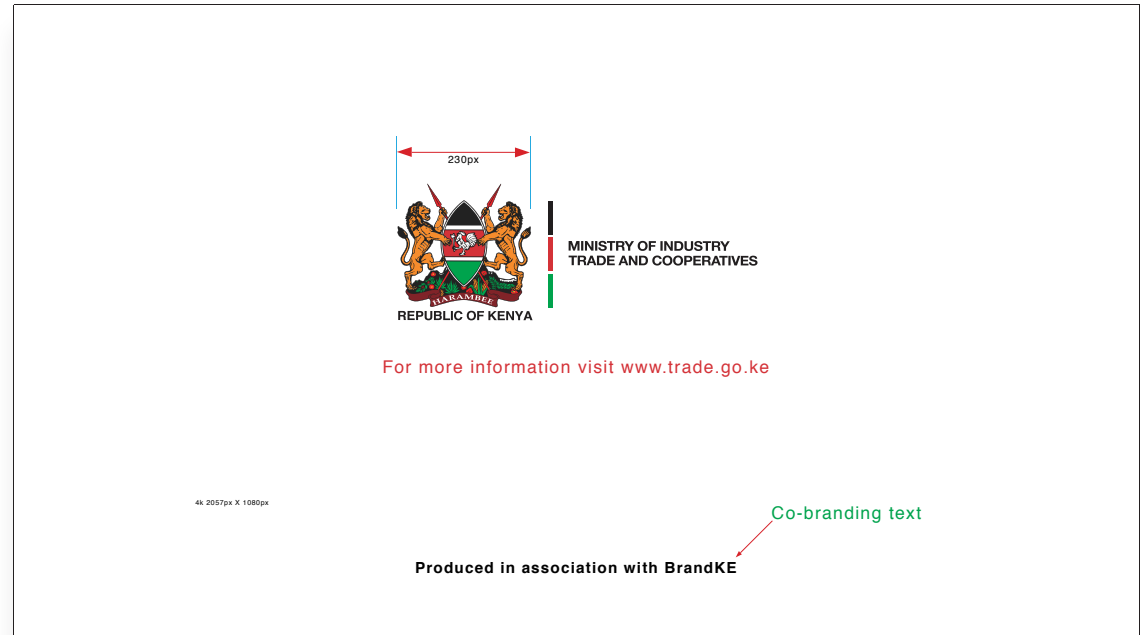 230px
HARAMBEE
REPUBLIC OF KENYA
MINISTRY OF INDUSTRY
TRADE AND COOPERATIVES
For more information visit www.trade.go.ke
4k 2057px X 1080px
Co-branding text
Produced in association with BrandKE